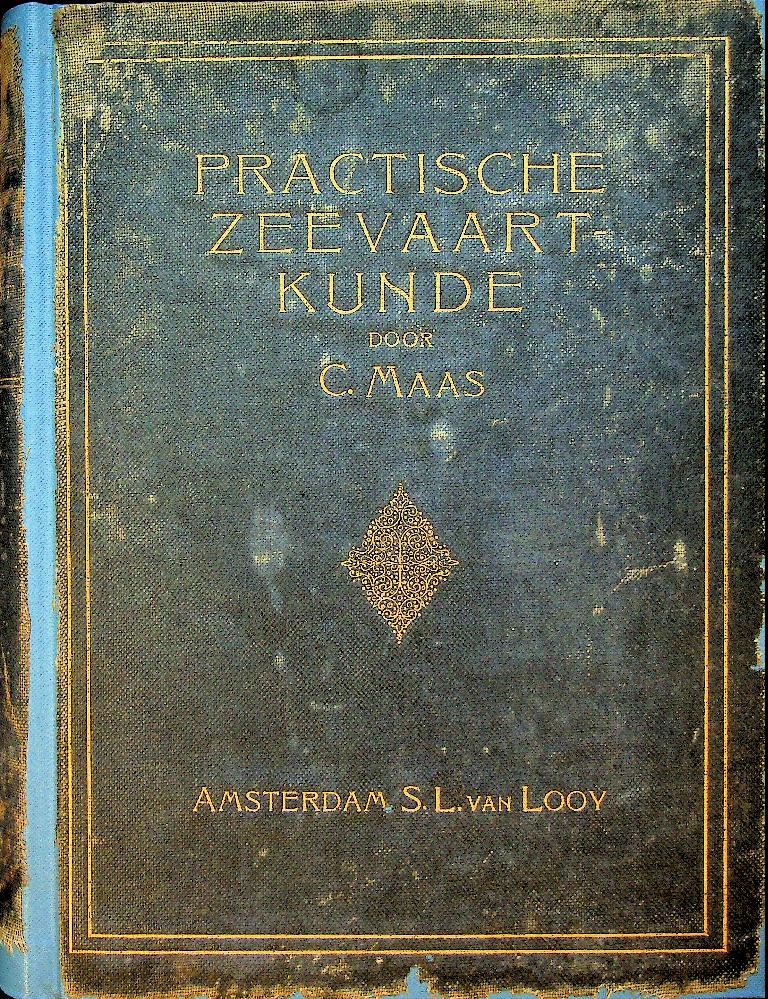 PRACTISCHE
ZEEVAART-
KUNDE
DOOR
C. MAAS
AMSTERDAM. S. L. VAN LOOY